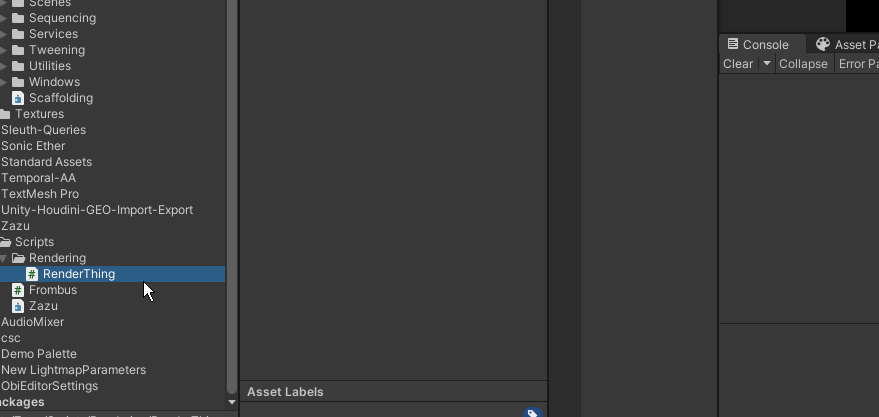 Scenes
Sequencing
Services
Tweening
Utilities
Windows
Scaffolding
Textures
Sleuth-Queries
Sonic Ether
Standard Assets
Temporal-AA
TextMesh Pro
Unity-Houdini-GEO-Import-Export
Zazu
Scripts
Rendering
RenderThing
Frombus
Zazu
AudioMixer
csc
Demo Palette
New LightmapParameters
ObiEditorSettings
ackages
Asset Labels
Console Asset Pa
Clear Collapse Error Pa